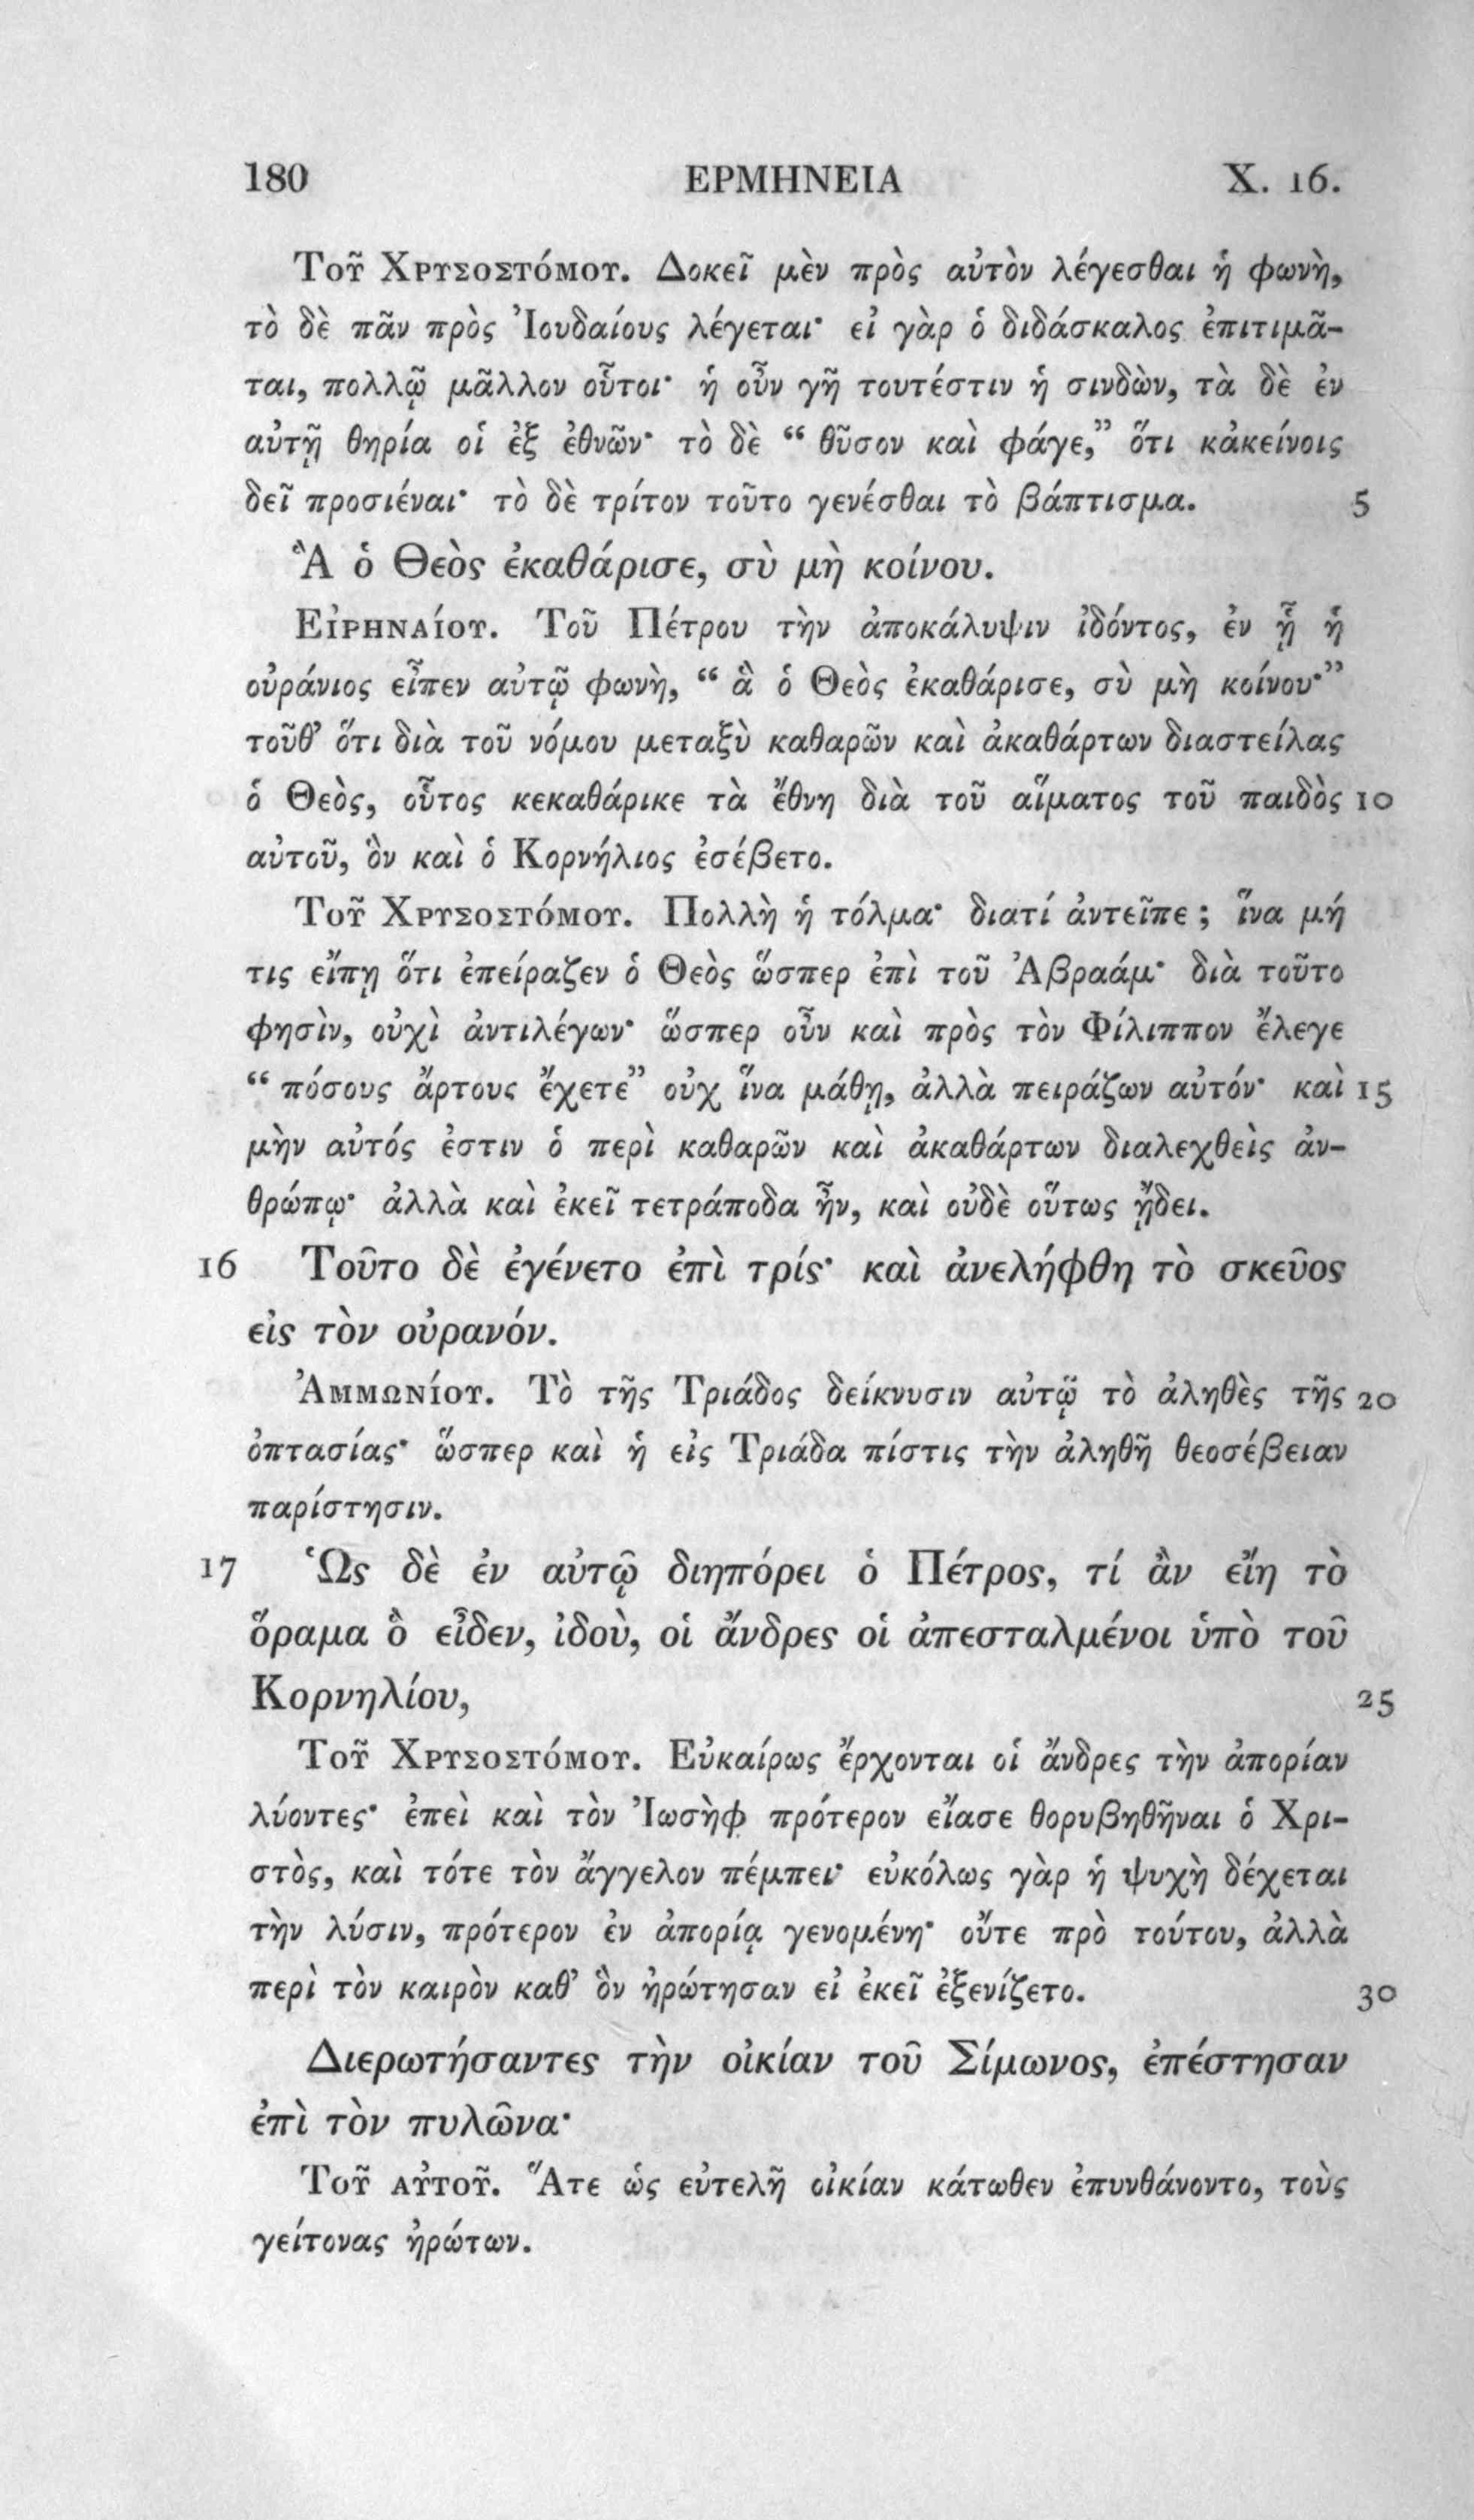 180 ΕΡΜΗΝΕΙΑ X. 16.
Τοῦ Χρυσοστόμου. Δοκεῖ μὲν πρὸς αὐτὸν λέγεσθαι ἡ φωνὴ,
τὸ δὲ πᾶν πρὸς Ἰουδαίους λέγεται· εἰ γὰρ ὁ διδάσκαλος ἐπιτιμᾶ-
ται, πολλῷ μᾶλλον οὗτοι· ἡ οὖν γῆ τουτέστιν ἡ σινδὼν, τὰ δὲ ἐν
αὐτῇ θηρία οἱ ἐξ ἐθνῶν· τὸ δὲ “ θῦσον καὶ φάγε,” ὅτι κἀκείνοις
δεῖ προσιέναι· τὸ δὲ τρίτον τοῦτο γενέσθαι τὸ βάπτισμα. 5
Ἃ ὁ Θεὸς ἐκαθάρισε, σὺ μὴ κοίνου.
Εἰρηναίου. Τοῦ Πέτρου τὴν ἀποκάλυψιν ἰδόντος, ἐν ᾗ ἡ
οὐράνιος εἶπεν αὐτῷ φωνὴ, “ ἃ ὁ Θεὸς ἐκαθάρισε, σὺ μὴ κοίνου·”
τοῦθ’ ὅτι διὰ τοῦ νόμου μεταξὺ καθαρῶν καὶ ἀκαθάρτων διαστείλας
ὁ Θεὸς, οὗτος κεκαθάρικε τὰ ἔθνη διὰ τοῦ αἵματος τοῦ παιδὸς 10
αὐτοῦ, ὃν καὶ ὁ Κορνήλιος ἐσέβετο.
Τοῦ Χρυσοστόμου. Πολλὴ ἡ τόλμα· διατί ἀντεῖπε ; ἵνα μή
τις εἴπῃ ὅτι ἐπείραζεν ὁ Θεὸς ὥσπερ ἐπὶ τοῦ Ἀβραάμ· διὰ τοῦτο
φησὶν, οὐχὶ ἀντιλέγων· ὥσπερ οὖν καὶ πρὸς τὸν Φίλιππον ἔλεγε
“ πόσους ἄρτους ἔχετε” οὐχ ἵνα μάθῃ, ἀλλὰ πειράζων αὐτόν· καὶ 15
μὴν αὐτός ἐστιν ὁ περὶ καθαρῶν καὶ ἀκαθάρτων διαλεχθεὶς ἀν-
θρώπῳ· ἀλλὰ καὶ ἐκεῖ τετράποδα ἦν, καὶ οὐδὲ οὕτως ᾔδει.
16 Τοῦτο δὲ ἐγένετο ἐπὶ τρίς· καὶ ἀνελήφθη τὸ σκεῦος
εἰς τὸν οὐρανόν.
Ἀμμωνίου. Τὸ τῆς Τριάδος δείκνυσιν αὐτῷ τὸ ἀληθὲς τῆς 20
ὀπτασίας· ὥσπερ καὶ ἡ εἰς Τριάδα πίστις τὴν ἀληθῆ θεοσέβειαν
παρίστησιν.
17 Ὡς δὲ ἐν αὐτῷ διηπόρει ὁ Πέτρος, τί ἂν εἴη τὸ
ὅραμα ὃ εἶδεν, ἰδοὺ, οἱ ἄνδρες οἱ ἀπεσταλμένοι ὑπὸ τοῦ
Κορνηλίου, 25
Τοῦ Χρυσοστόμου. Εὐκαίρως ἔρχονται οἱ ἄνδρες τὴν ἀπορίαν
λύοντες· ἐπεὶ καὶ τὸν Ἰωσὴφ πρότερον εἴασε θορυβηθῆναι ὁ Χρι-
στὸς, καὶ τότε τὸν ἄγγελον πέμπει· εὐκόλως γὰρ ἡ ψυχὴ δέχεται
τὴν λύσιν, πρότερον ἐν ἀπορίᾳ γενομένη· οὔτε πρὸ τούτου, ἀλλὰ
περὶ τὸν καιρὸν καθ’ ὃν ἠρώτησαν εἰ ἐκεῖ ἐξενίζετο. 30
Διερωτήσαντες τὴν οἰκίαν τοῦ Σίμωνος, ἐπέστησαν
ἐπὶ τὸν πυλῶνα·
Τοῦ αὐτοῦ. Ἅτε ὡς εὐτελῆ οἰκίαν κάτωθεν ἐπυνθάνοντο, τοὺς
γείτονας ἠρώτων.